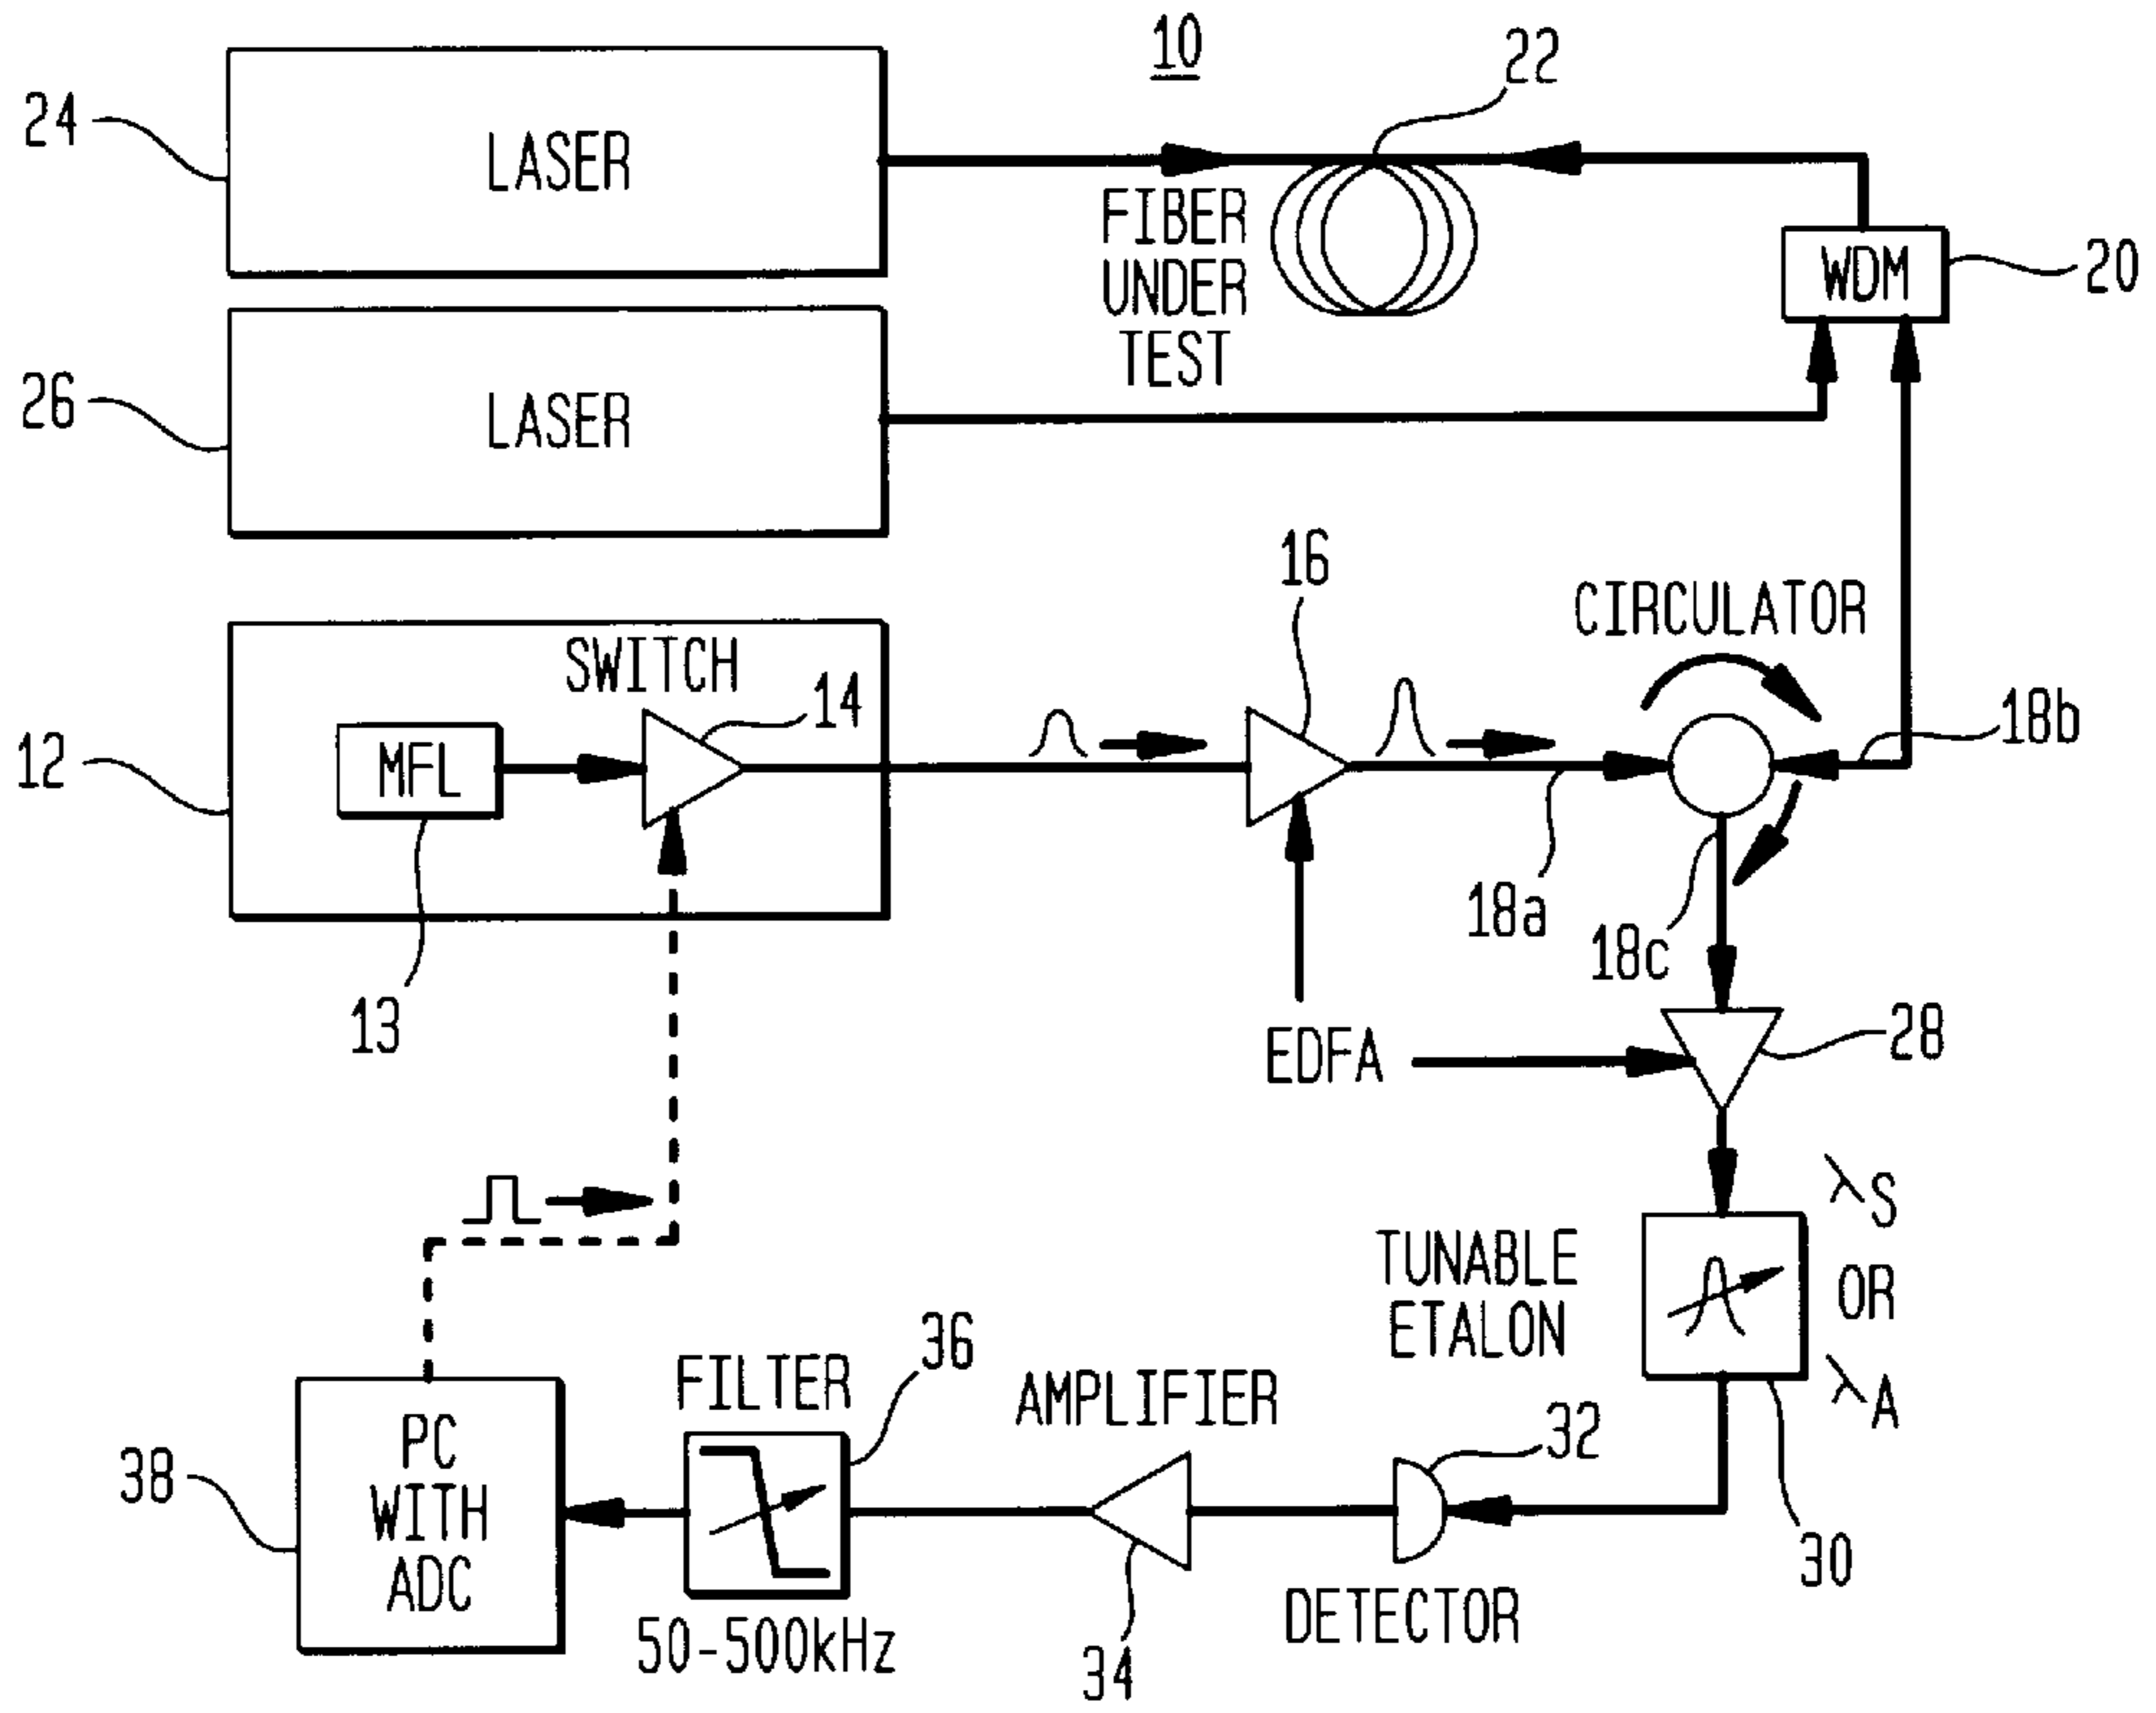 10
22
24
LASER
FIBER
UNDER
TEST
WDM
20
26
LASER
16
CIRCULATOR
SWITCH
14
18b
12
MFL
18a
18c
13
EDFA
28
λS
TUNABLE
ETALON
OR
λA
36
FILTER
AMPLIFIER
32
38
PC
WITH
ADC
30
DETECTOR
50-500kHz
34